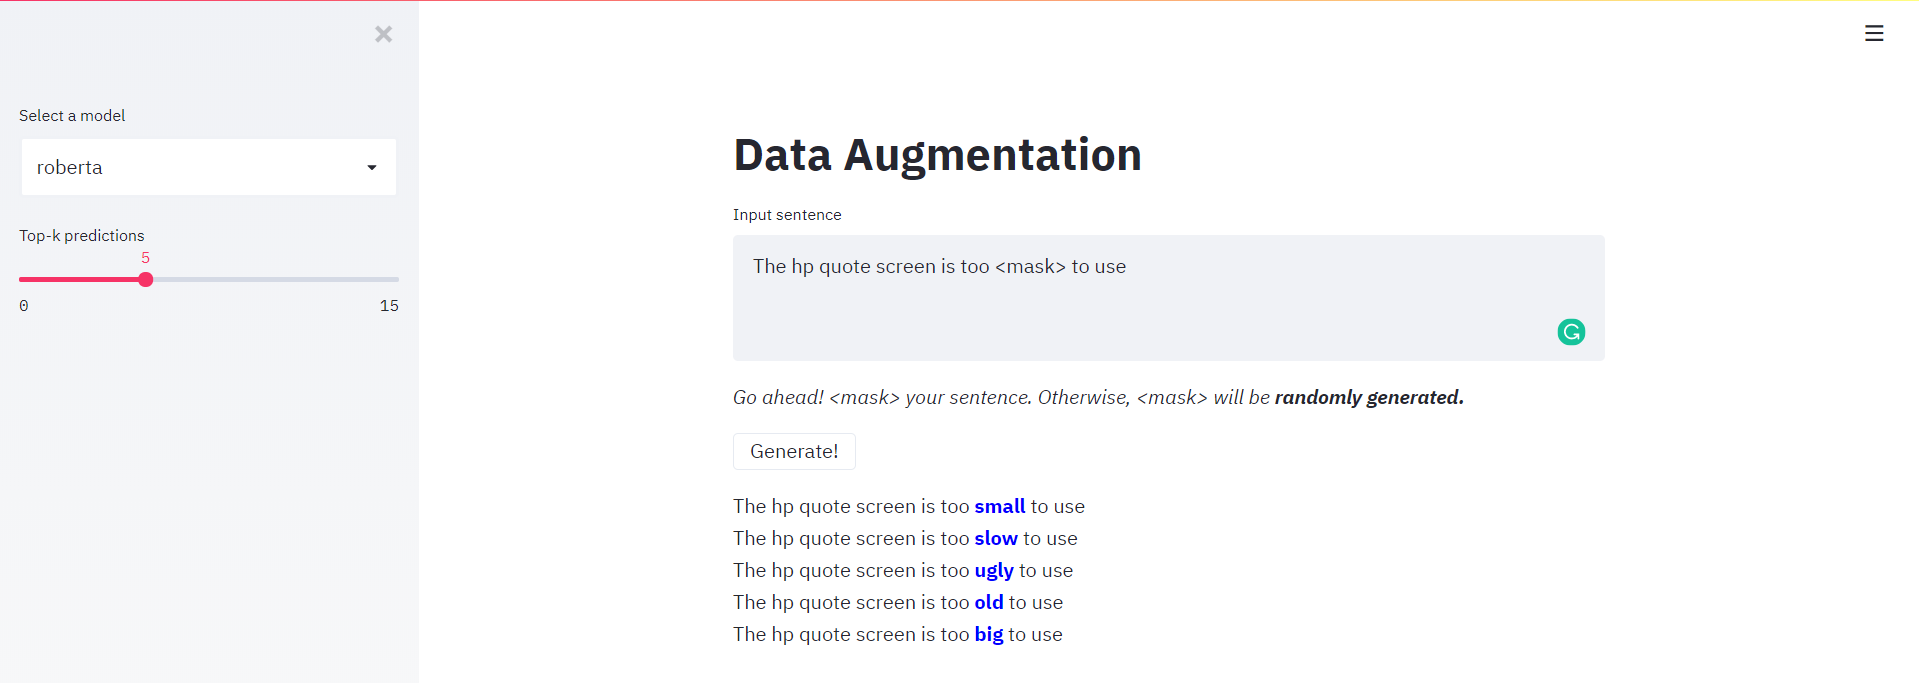 Select a model
roberta
Top-k predictions
5
0 15
Data Augmentation
Input sentence
The hp quote screen is too <mask> to use
Go ahead! <mask> your sentence. Otherwise, <mask> will be randomly generated.
Generate!
The hp quote screen is too small to use
The hp quote screen is too slow to use
The hp quote screen is too ugly to use
The hp quote screen is too old to use
The hp quote screen is too big to use